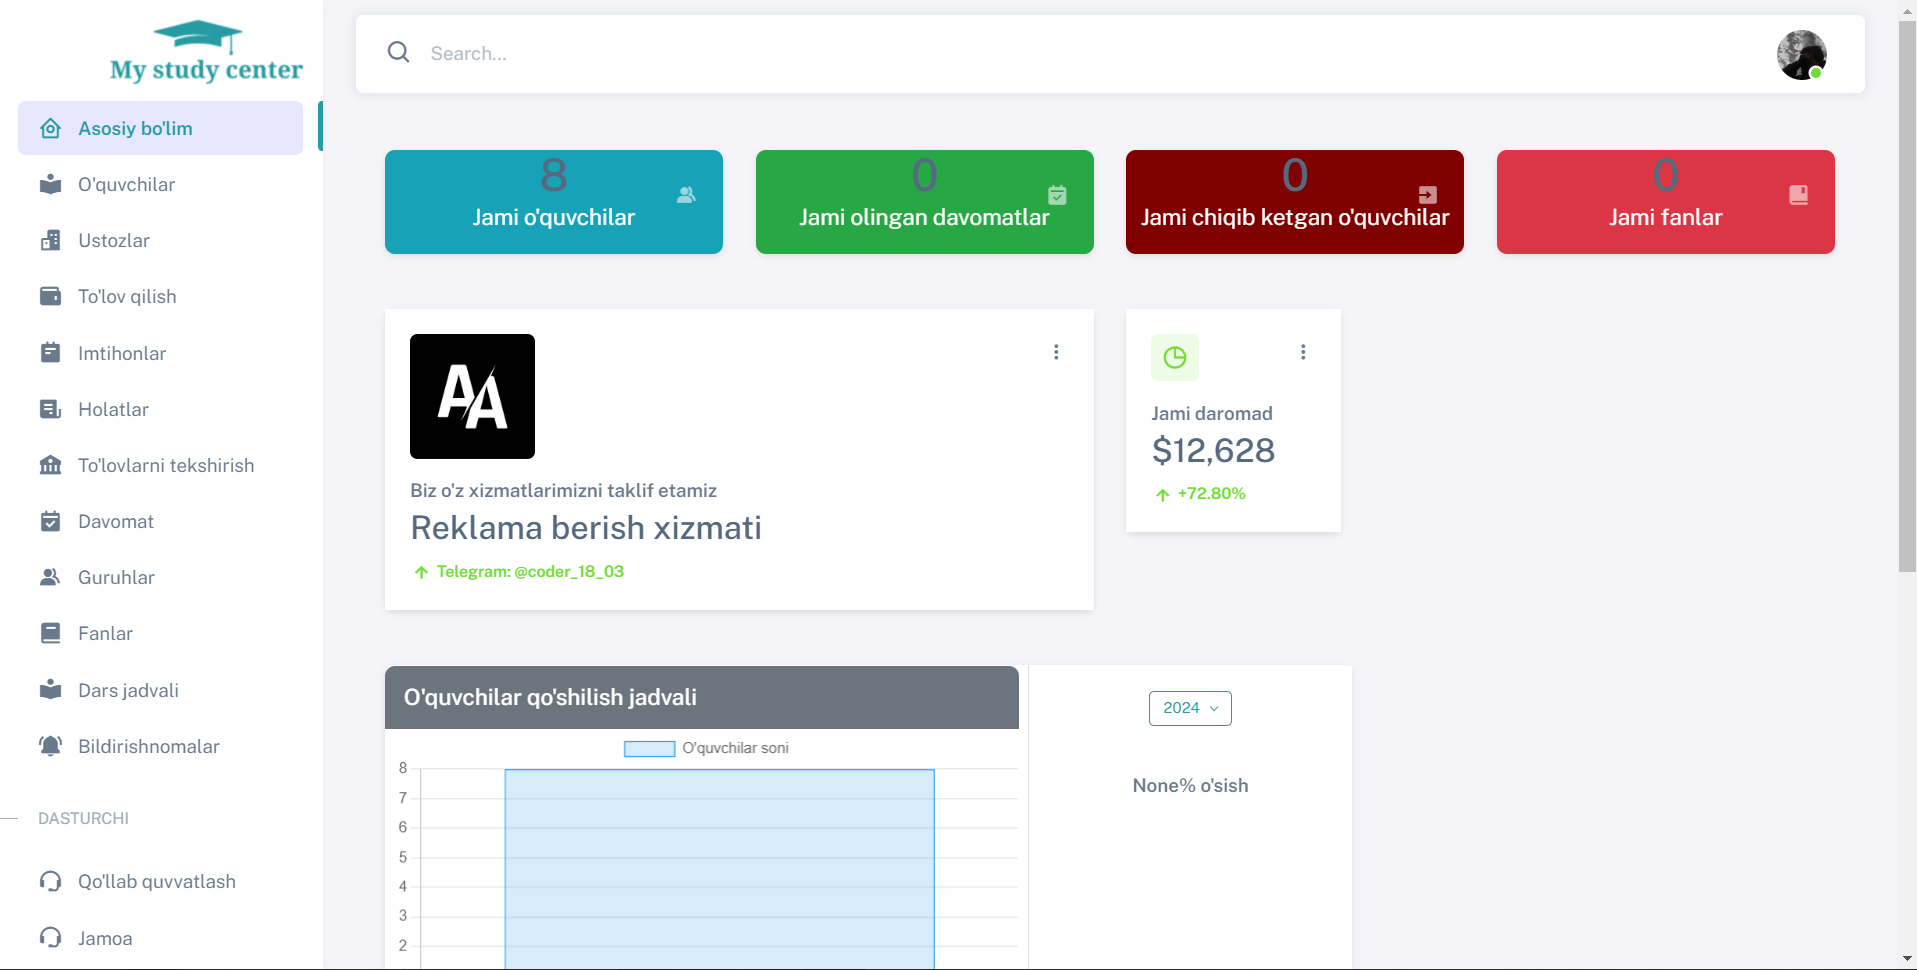 My study center
Asosiy bo'lim
O'quvchilar
Ustozlar
To'lov qilish
Imtihonlar
Holatlar
To'lovlarni tekshirish
Davomat
Guruhlar
Fanlar
Dars jadvali
Bildirishnomalar
DASTURCHI
Qo'llab quvvatlash
Jamoa
Search...
8
Jami o'quvchilar
0
Jami olingan davomatlar
0
Jami chiqib ketgan o'quvchilar
0
Jami fanlar
AA
Biz o'z xizmatlarimizni taklif etamiz
Reklama berish xizmati
Telegram: @coder_18_03
Jami daromad
$12,628
+72.80%
O'quvchilar qo'shilish jadvali
O'quvchilar soni
8
7
6
5
4
3
2
2024
None% o'sish